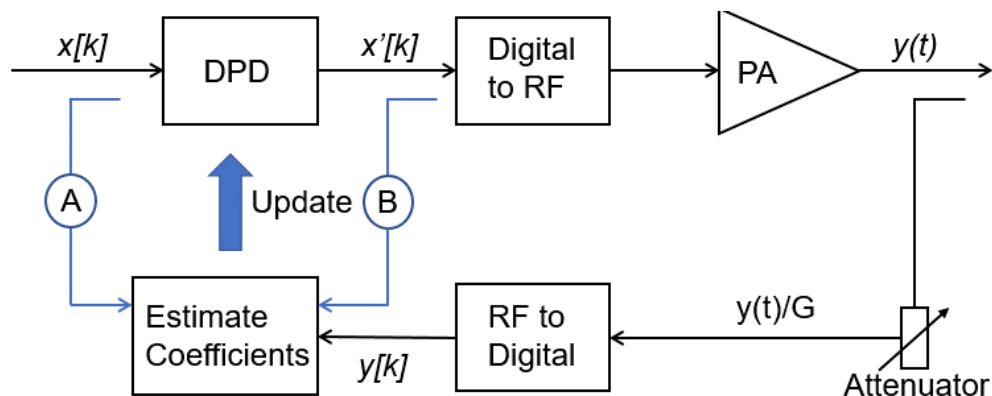 x[k]
DPD
x'[k]
Digital
to RF
PA
y(t)
A
Update
B
Estimate
Coefficients
y[k]
RF to
Digital
y(t)/G
Attenuator